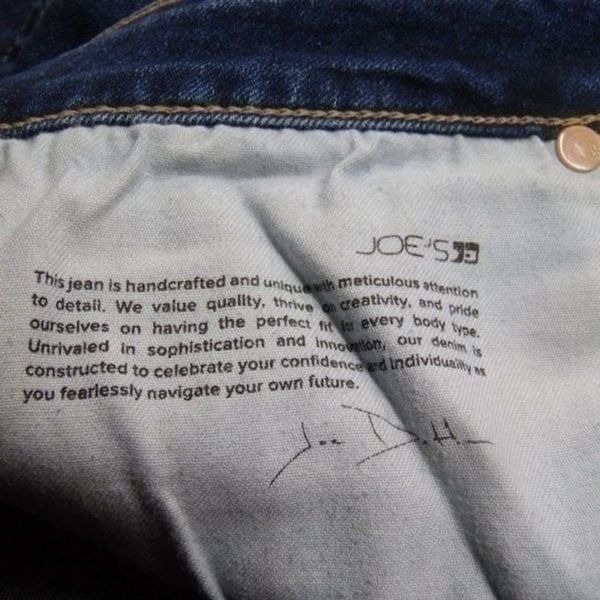 JOE'S
This jean is handcrafted and unique with meticulous attention
to detail. We value quality, thrive on creativity, and pride
ourselves on having the perfect fit for every body type.
Unrivaled in sophistication and innovation, our denim is
constructed to celebrate your confidence and individuality as
you fearlessly navigate your own future.
Joe